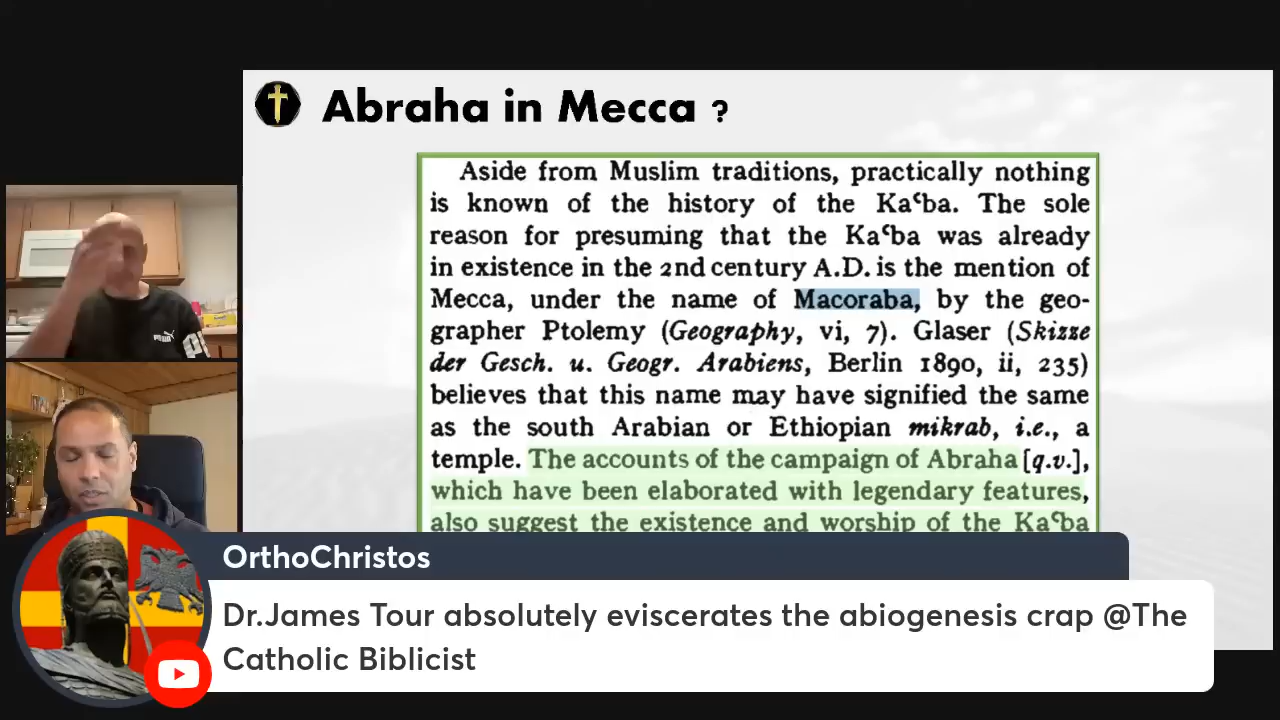 Abraha in Mecca ?
Aside from Muslim traditions, practically nothing
is known of the history of the Kaʿba. The sole
reason for presuming that the Kaʿba was already
in existence in the 2nd century A.D. is the mention of
Mecca, under the name of Macoraba, by the geo-
grapher Ptolemy (Geography, vi, 7). Glaser (Skizze
der Gesch. u. Geogr. Arabiens, Berlin 1890, ii, 235)
believes that this name may have signified the same
as the south Arabian or Ethiopian mikrab, i.e., a
temple. The accounts of the campaign of Abraha [q.v.],
which have been elaborated with legendary features,
also suggest the existence and worship of the Kaʿba
PUMA
OrthoChristos
Dr.James Tour absolutely eviscerates the abiogenesis crap @The
Catholic Biblicist